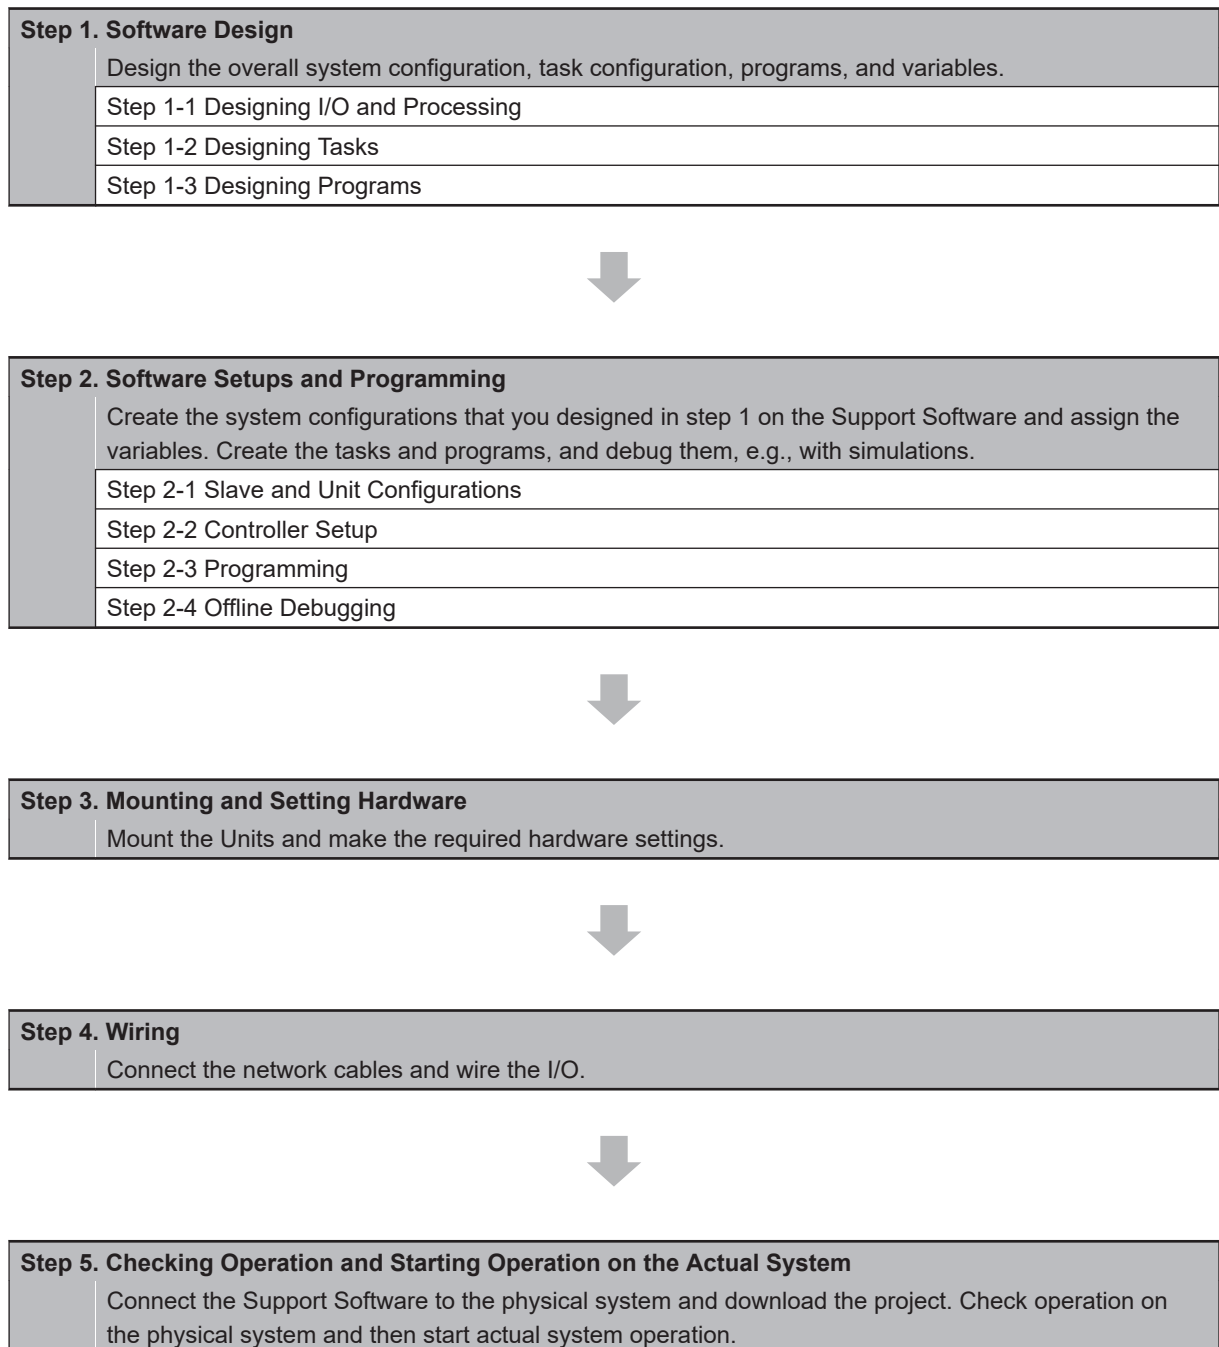 Step 1. Software Design
Design the overall system configuration, task configuration, programs, and variables.
Step 1-1 Designing I/O and Processing
Step 1-2 Designing Tasks
Step 1-3 Designing Programs
Step 2. Software Setups and Programming
Create the system configurations that you designed in step 1 on the Support Software and assign the
variables. Create the tasks and programs, and debug them, e.g., with simulations.
Step 2-1 Slave and Unit Configurations
Step 2-2 Controller Setup
Step 2-3 Programming
Step 2-4 Offline Debugging
Step 3. Mounting and Setting Hardware
Mount the Units and make the required hardware settings.
Step 4. Wiring
Connect the network cables and wire the I/O.
Step 5. Checking Operation and Starting Operation on the Actual System
Connect the Support Software to the physical system and download the project. Check operation on
the physical system and then start actual system operation.